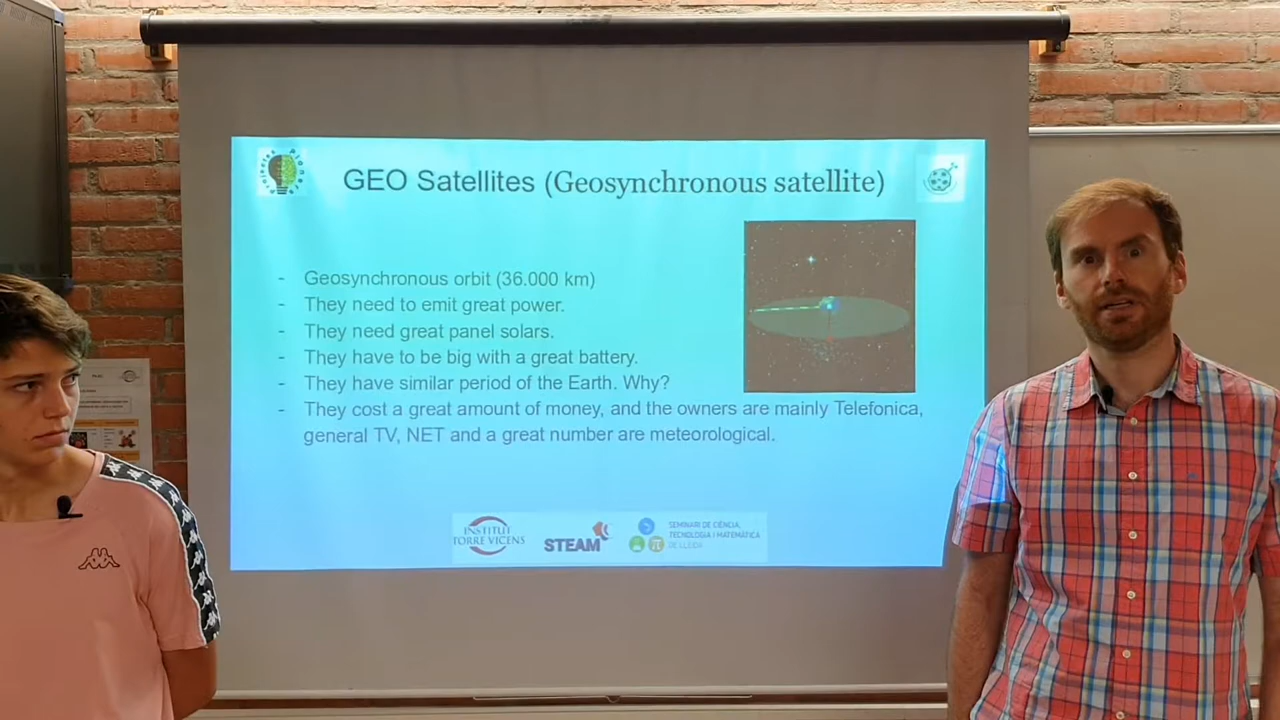 GEO Satellites (Geosynchronous satellite)
- Geosynchronous orbit (36.000 km)
- They need to emit great power.
- They need great panel solars.
- They have to be big with a great battery.
- They have similar period of the Earth. Why?
- They cost a great amount of money, and the owners are mainly Telefonica,
general TV, NET and a great number are meteorological.
INSTITUT
TORRE VICENS
STEAM
SEMINARI DE CIÈNCIA,
TECNOLOGIA I MATEMÀTICA
DE LLEIDA